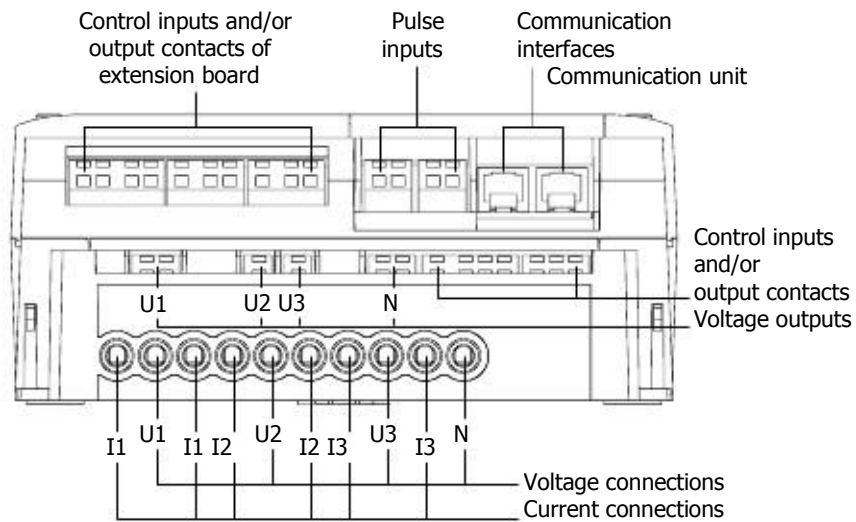 Control inputs and/or
output contacts of
extension board
Pulse
inputs
Communication
interfaces
Communication unit
Control inputs
and/or
output contacts
Voltage outputs
U1
U2 U3
N
I1
U1
I1 I2
U2
I2 I3
U3
I3
N
Voltage connections
Current connections